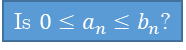 Is 0 ≤ aₙ ≤ bₙ?